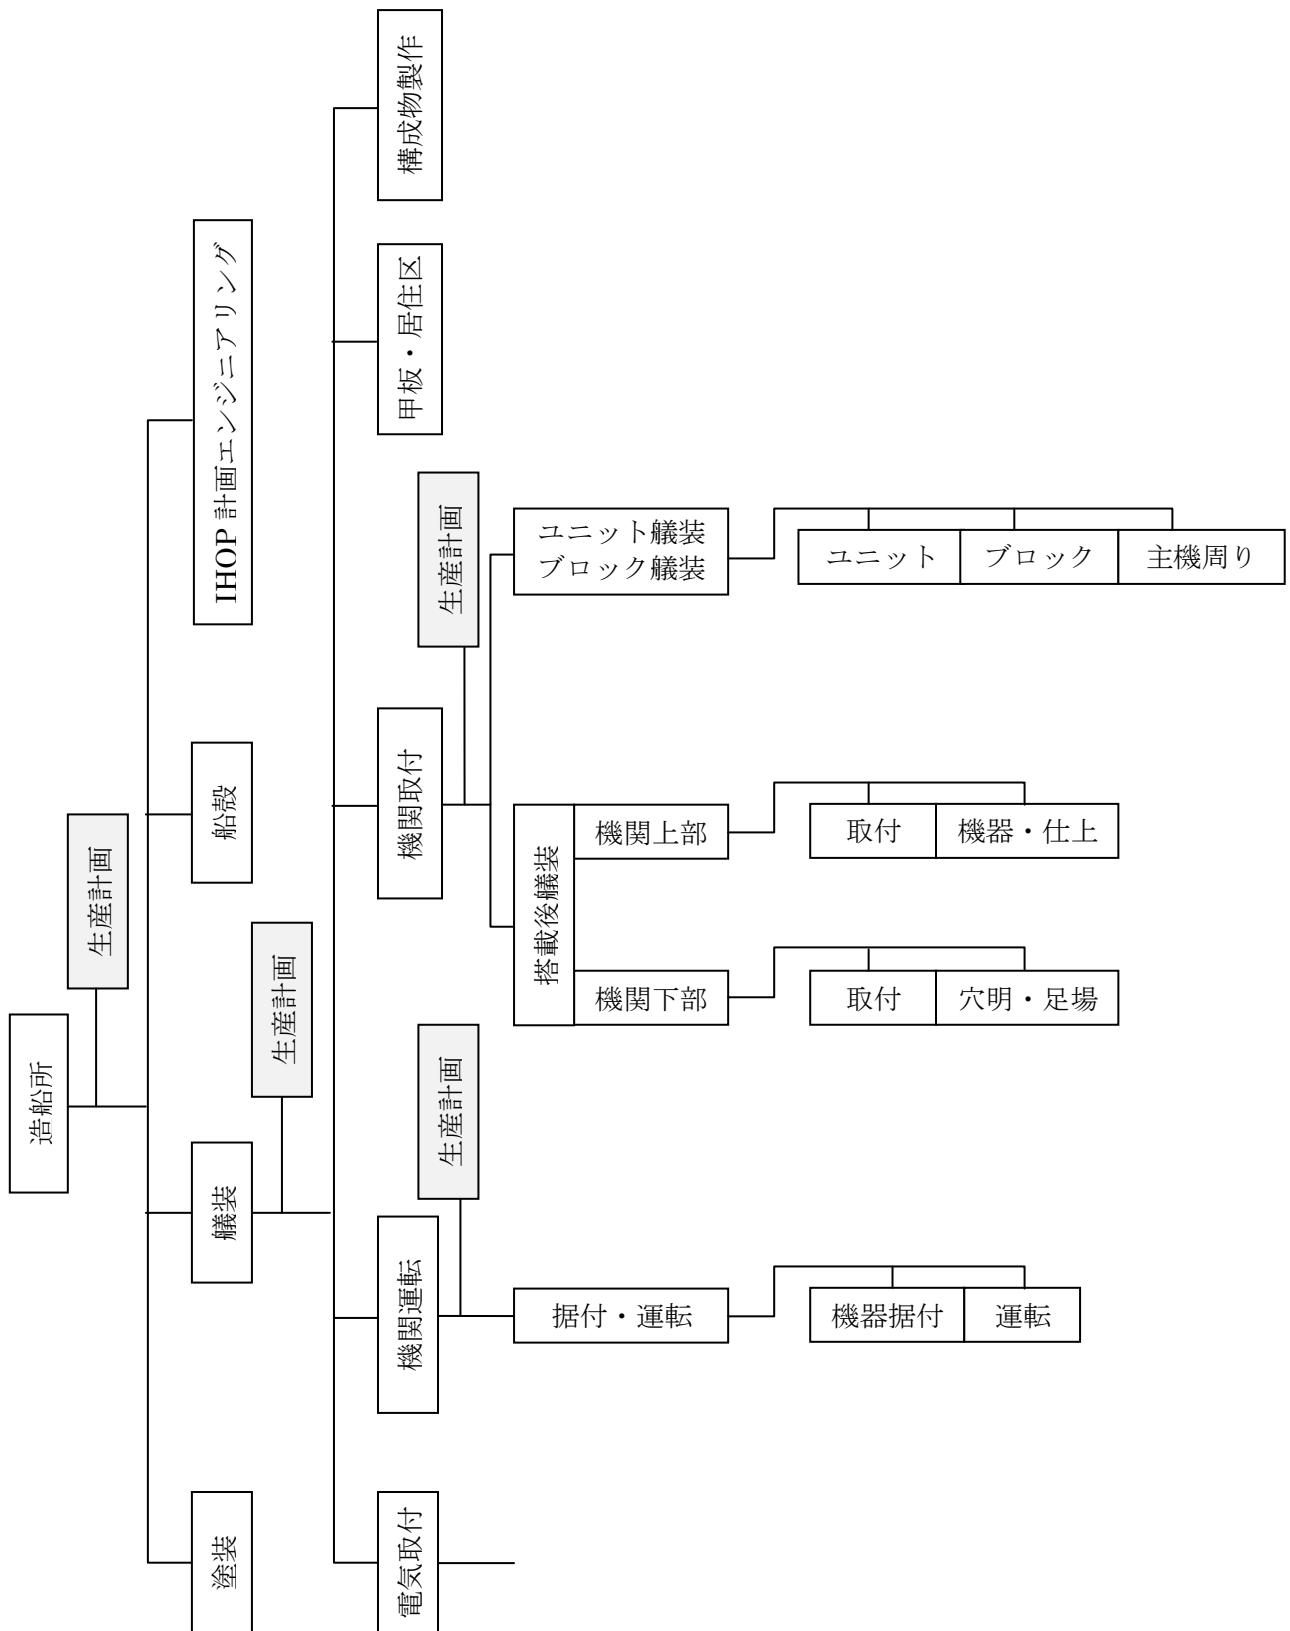 造船所
生産計画
塗装
艤装
船殻
IHOP 計画エンジニアリング
生産計画
電気取付
機関運転
機関取付
甲板・居住区
構成物製作
生産計画
生産計画
据付・運転
機器据付
運転
搭載後艤装
機関下部
取付
穴明・足場
機関上部
取付
機器・仕上
ユニット艤装
ブロック艤装
ユニット
ブロック
主機周り